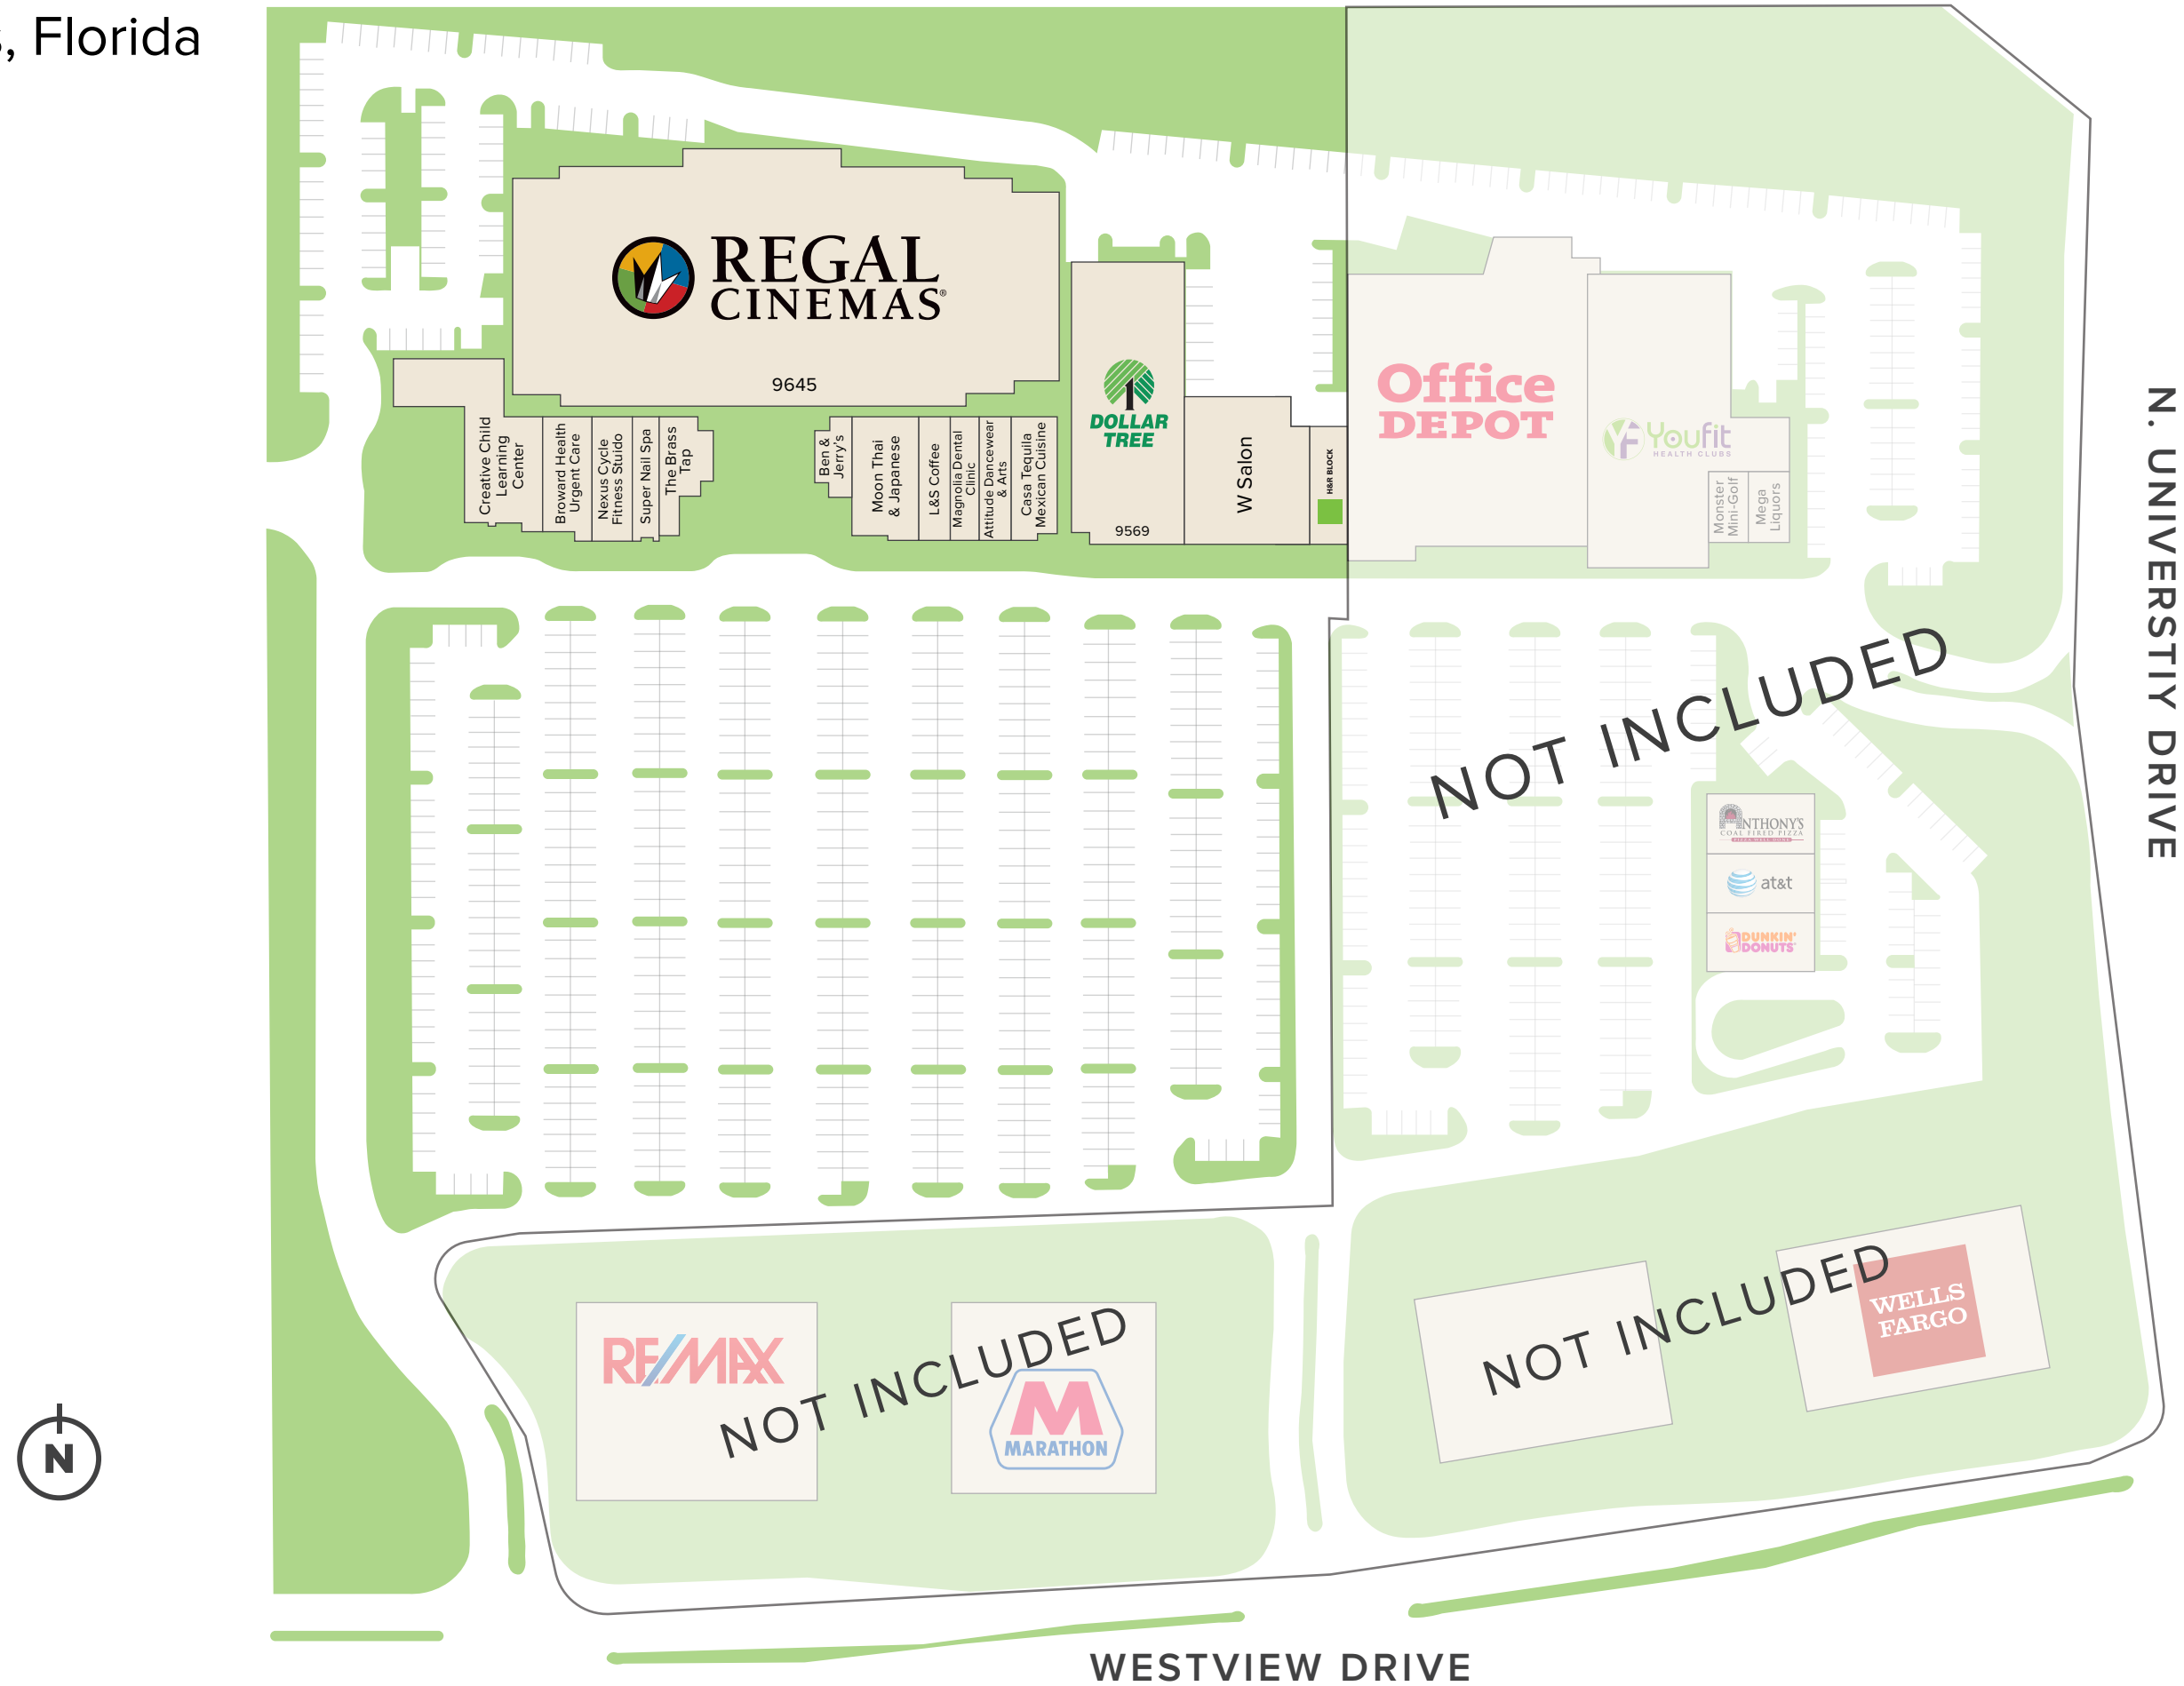 , Florida
REGAL
CINEMAS®
9645
Creative Child
Learning
Center
Broward Health
Urgent Care
Nexus Cycle
Fitness Stuido
Super Nail Spa
The Brass
Tap
Ben &
Jerry's
Moon Thai
& Japanese
L&S Coffee
Magnolia Dental
Clinic
Attitude Dancewear
& Arts
Casa Tequila
Mexican Cuisine
DOLLAR
TREE
9569
W Salon
H&R BLOCK
Office
DEPOT
YF Youfit
HEALTH CLUBS
Monster
Mini-Golf
Mega
Liquors
N. UNIVERSTIY DRIVE
NOT INCLUDED
ANTHONY'S
COAL FIRED PIZZA
at&t
DUNKIN'
DONUTS
RE/MAX
NOT INCLUDED
M
MARATHON
NOT INCLUDED
WELLS
FARGO
N
WESTVIEW DRIVE